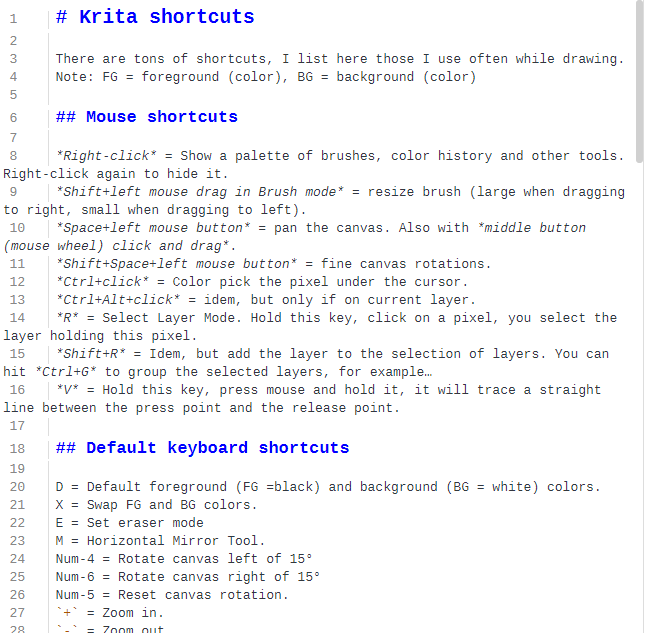 1 # Krita shortcuts
2
3 There are tons of shortcuts, I list here those I use often while drawing.
4 Note: FG = foreground (color), BG = background (color)
5
6 ## Mouse shortcuts
7
8 *Right-click* = Show a palette of brushes, color history and other tools.
Right-click again to hide it.
9 *Shift+left mouse drag in Brush mode* = resize brush (large when dragging
to right, small when dragging to left).
10 *Space+left mouse button* = pan the canvas. Also with *middle button
(mouse wheel) click and drag*.
11 *Shift+Space+left mouse button* = fine canvas rotations.
12 *Ctrl+click* = Color pick the pixel under the cursor.
13 *Ctrl+Alt+click* = idem, but only if on current layer.
14 *R* = Select Layer Mode. Hold this key, click on a pixel, you select the
layer holding this pixel.
15 *Shift+R* = Idem, but add the layer to the selection of layers. You can
hit *Ctrl+G* to group the selected layers, for example…
16 *V* = Hold this key, press mouse and hold it, it will trace a straight
line between the press point and the release point.
17
18 ## Default keyboard shortcuts
19
20 D = Default foreground (FG =black) and background (BG = white) colors.
21 X = Swap FG and BG colors.
22 E = Set eraser mode
23 M = Horizontal Mirror Tool.
24 Num-4 = Rotate canvas left of 15°
25 Num-6 = Rotate canvas right of 15°
26 Num-5 = Reset canvas rotation.
27 `+` = Zoom in.
28 `-` = Zoom out